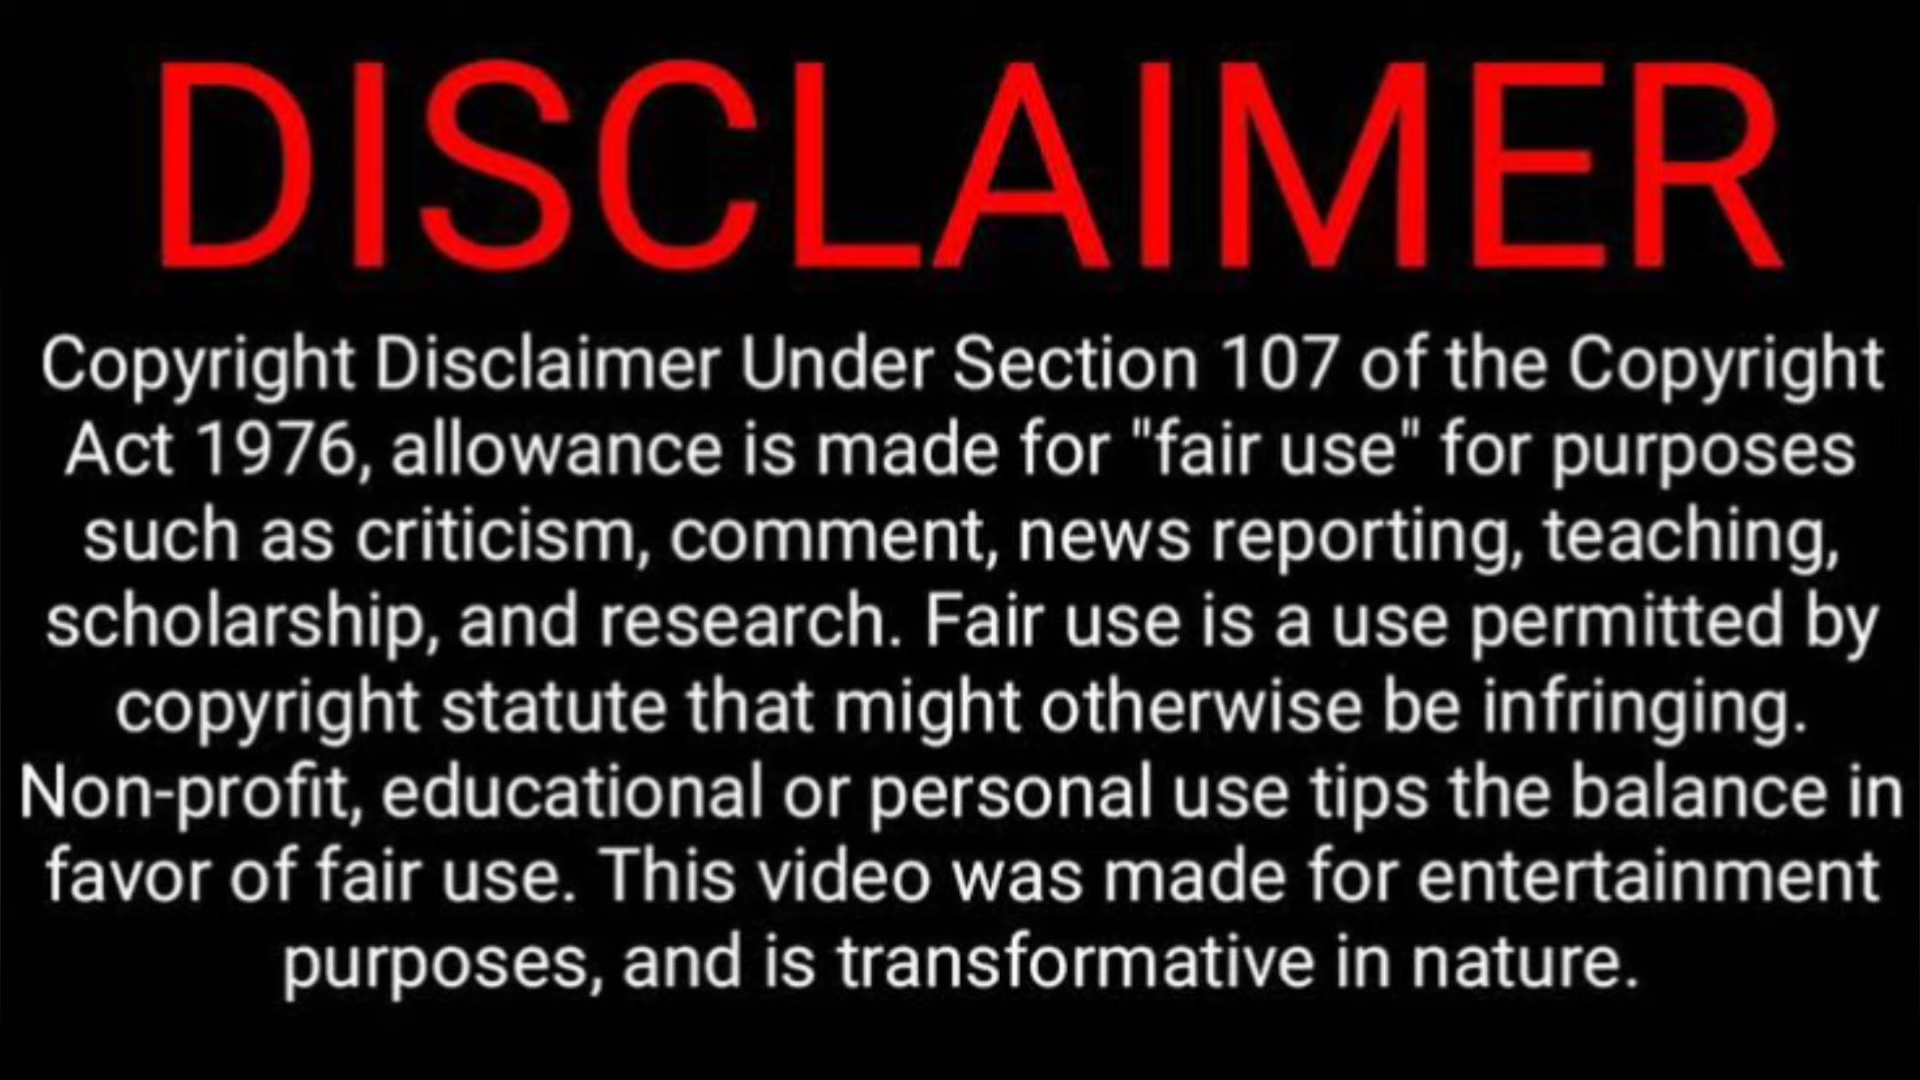 DISCLAIMER
Copyright Disclaimer Under Section 107 of the Copyright
Act 1976, allowance is made for "fair use" for purposes
such as criticism, comment, news reporting, teaching,
scholarship, and research. Fair use is a use permitted by
copyright statute that might otherwise be infringing.
Non-profit, educational or personal use tips the balance in
favor of fair use. This video was made for entertainment
purposes, and is transformative in nature.